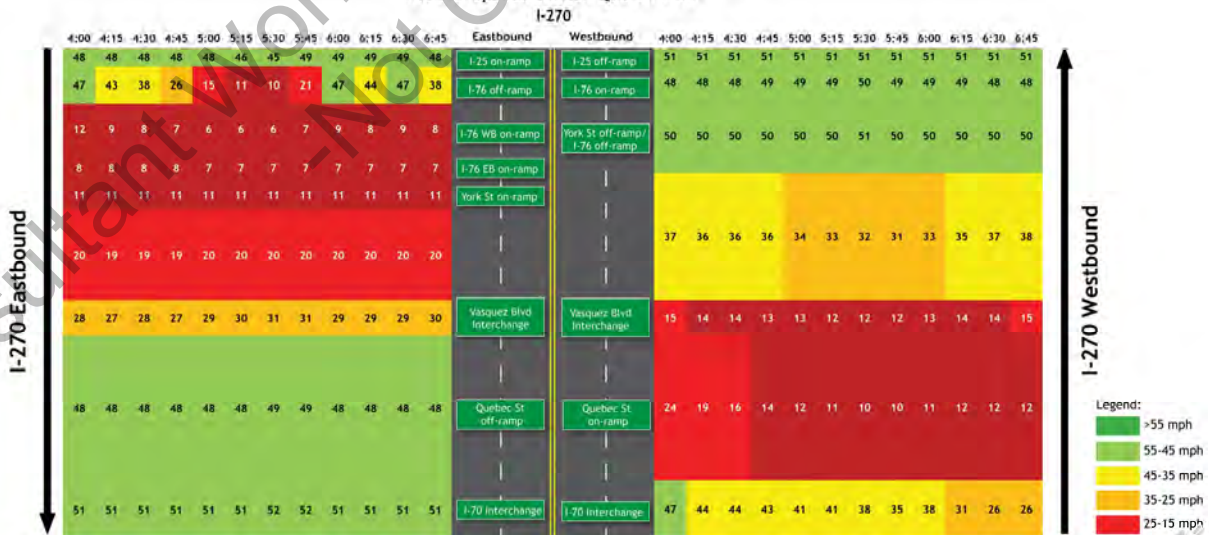 I-270
4:00 4:15 4:30 4:45 5:00 5:15 5:30 5:45 6:00 6:15 6:30 6:45 Eastbound Westbound 4:00 4:15 4:30 4:45 5:00 5:15 5:30 5:45 6:00 6:15 6:30 6:45
48 48 48 48 48 46 45 49 49 49 49 48 I-25 on-ramp I-25 off-ramp 51 51 51 51 51 51 51 51 51 51 51 51
47 43 38 26 15 11 10 21 47 44 47 38 I-76 off-ramp I-76 on-ramp 48 48 48 49 49 49 50 49 49 49 48 48
12 9 8 7 6 6 6 7 9 8 9 8 I-76 WB on-ramp York St off-ramp/ I-76 off-ramp 50 50 50 50 50 50 51 50 50 50 50 50
8 8 8 8 7 7 7 7 7 7 7 7 I-76 EB on-ramp
11 11 11 11 11 11 11 11 11 11 11 11 York St on-ramp
20 19 19 19 20 20 20 20 20 20 20 20 37 36 36 36 34 33 32 31 33 35 37 38
28 27 28 27 29 30 31 31 29 29 29 30 Vasquez Blvd Interchange Vasquez Blvd Interchange 15 14 14 13 13 12 12 12 13 14 14 15
48 48 48 48 48 48 49 49 48 48 48 48 Quebec St off-ramp Quebec St on-ramp 24 19 16 14 12 11 10 10 11 12 12 12
51 51 51 51 51 51 52 52 51 51 51 51 I-70 Interchange I-70 Interchange 47 44 44 43 41 41 38 35 38 31 26 26
I-270 Eastbound
I-270 Westbound
Legend:
>55 mph
55-45 mph
45-35 mph
35-25 mph
25-15 mph